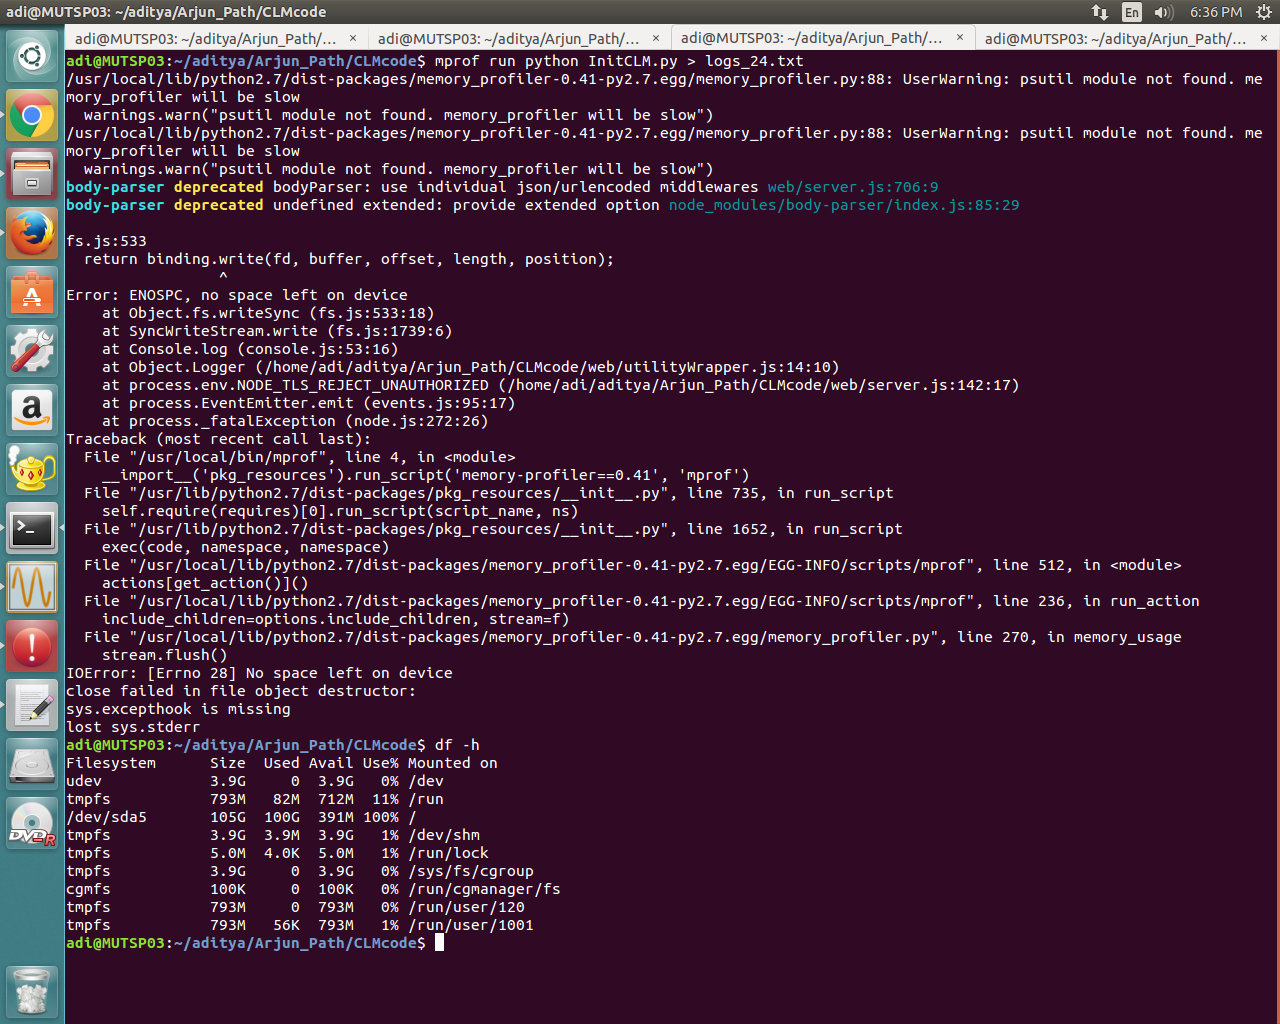 adi@MUTSP03: ~/aditya/Arjun_Path/CLMcode
En
6:36 PM
adi@MUTSP03: ~/aditya/Arjun_Path/... ×
adi@MUTSP03: ~/aditya/Arjun_Path/... ×
adi@MUTSP03: ~/aditya/Arjun_Path/... ×
adi@MUTSP03: ~/aditya/Arjun_Path/... ×
adi@MUTSP03:~/aditya/Arjun_Path/CLMcode$ mprof run python InitCLM.py > logs_24.txt
/usr/local/lib/python2.7/dist-packages/memory_profiler-0.41-py2.7.egg/memory_profiler.py:88: UserWarning: psutil module not found. me
mory_profiler will be slow
  warnings.warn("psutil module not found. memory_profiler will be slow")
/usr/local/lib/python2.7/dist-packages/memory_profiler-0.41-py2.7.egg/memory_profiler.py:88: UserWarning: psutil module not found. me
mory_profiler will be slow
  warnings.warn("psutil module not found. memory_profiler will be slow")
body-parser deprecated bodyParser: use individual json/urlencoded middlewares web/server.js:706:9
body-parser deprecated undefined extended: provide extended option node_modules/body-parser/index.js:85:29
fs.js:533
  return binding.write(fd, buffer, offset, length, position);
                 ^
Error: ENOSPC, no space left on device
    at Object.fs.writeSync (fs.js:533:18)
    at SyncWriteStream.write (fs.js:1739:6)
    at Console.log (console.js:53:16)
    at Object.Logger (/home/adi/aditya/Arjun_Path/CLMcode/web/utilityWrapper.js:14:10)
    at process.env.NODE_TLS_REJECT_UNAUTHORIZED (/home/adi/aditya/Arjun_Path/CLMcode/web/server.js:142:17)
    at process.EventEmitter.emit (events.js:95:17)
    at process._fatalException (node.js:272:26)
Traceback (most recent call last):
  File "/usr/local/bin/mprof", line 4, in <module>
    __import__('pkg_resources').run_script('memory-profiler==0.41', 'mprof')
  File "/usr/lib/python2.7/dist-packages/pkg_resources/__init__.py", line 735, in run_script
    self.require(requires)[0].run_script(script_name, ns)
  File "/usr/lib/python2.7/dist-packages/pkg_resources/__init__.py", line 1652, in run_script
    exec(code, namespace, namespace)
  File "/usr/local/lib/python2.7/dist-packages/memory_profiler-0.41-py2.7.egg/EGG-INFO/scripts/mprof", line 512, in <module>
    actions[get_action()]()
  File "/usr/local/lib/python2.7/dist-packages/memory_profiler-0.41-py2.7.egg/EGG-INFO/scripts/mprof", line 236, in run_action
    include_children=options.include_children, stream=f)
  File "/usr/local/lib/python2.7/dist-packages/memory_profiler-0.41-py2.7.egg/memory_profiler.py", line 270, in memory_usage
    stream.flush()
IOError: [Errno 28] No space left on device
close failed in file object destructor:
sys.excepthook is missing
lost sys.stderr
adi@MUTSP03:~/aditya/Arjun_Path/CLMcode$ df -h
Filesystem      Size  Used Avail Use% Mounted on
udev            3.9G     0  3.9G   0% /dev
tmpfs           793M   82M  712M  11% /run
/dev/sda5       105G  100G  391M 100% /
tmpfs           3.9G  3.9M  3.9G   1% /dev/shm
tmpfs           5.0M  4.0K  5.0M   1% /run/lock
tmpfs           3.9G     0  3.9G   0% /sys/fs/cgroup
cgmfs           100K     0  100K   0% /run/cgmanager/fs
tmpfs           793M     0  793M   0% /run/user/120
tmpfs           793M   56K  793M   1% /run/user/1001
adi@MUTSP03:~/aditya/Arjun_Path/CLMcode$
A
a
>_
DVD-R